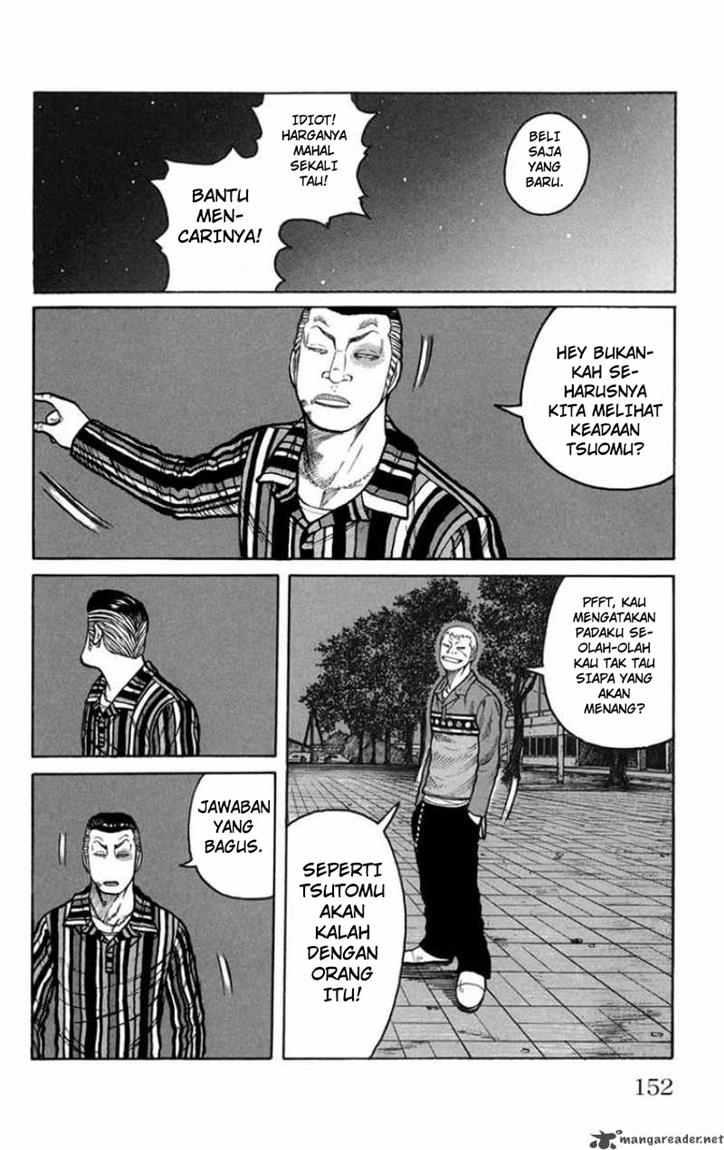 BELI
SAJA
YANG
BARU.
IDIOT!
HARGANYA
MAHAL
SEKALI
TAU!
BANTU
MEN-
CARINYA!
HEY BUKAN-
KAH SE-
HARUSNYA
KITA MELIHAT
KEADAAN
TSUOMU?
PFFT, KAU
MENGATAKAN
PADAKU SE-
OLAH-OLAH
KAU TAK TAU
SIAPA YANG
AKAN
MENANG?
SEPERTI
TSUTOMU
AKAN
KALAH
DENGAN
ORANG
ITU!
JAWABAN
YANG
BAGUS.
152
mangareader.net